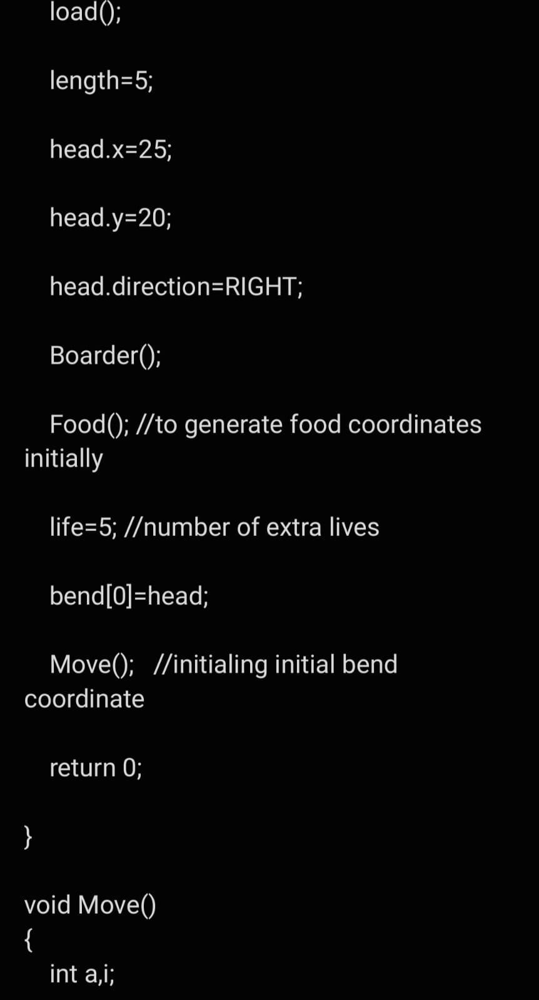 load();
length=5;
head.x=25;
head.y=20;
head.direction=RIGHT;
Boarder();
Food(); //to generate food coordinates
initially
life=5; //number of extra lives
bend[0]=head;
Move();   //initialing initial bend
coordinate
return 0;
}
void Move()
{
int a,i;